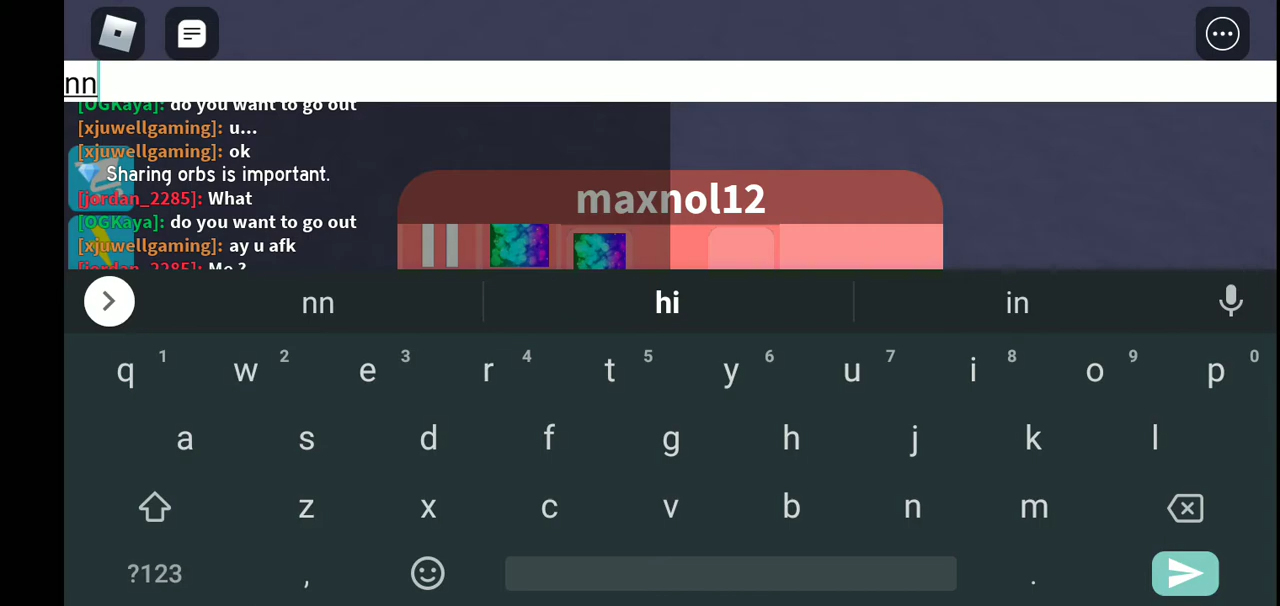 nn
[OGKaya]: do you want to go out
[xjuwellgaming]: u...
[xjuwellgaming]: ok
💎 Sharing orbs is important.
[jordan_2285]: What
[OGKaya]: do you want to go out
[xjuwellgaming]: ay u afk
[jordan_2285]: Me ?
maxnol12
nn hi in
q 1 w 2 e 3 r 4 t 5 y 6 u 7 i 8 o 9 p 0
a s d f g h j k l
z x c v b n m
?123 , .